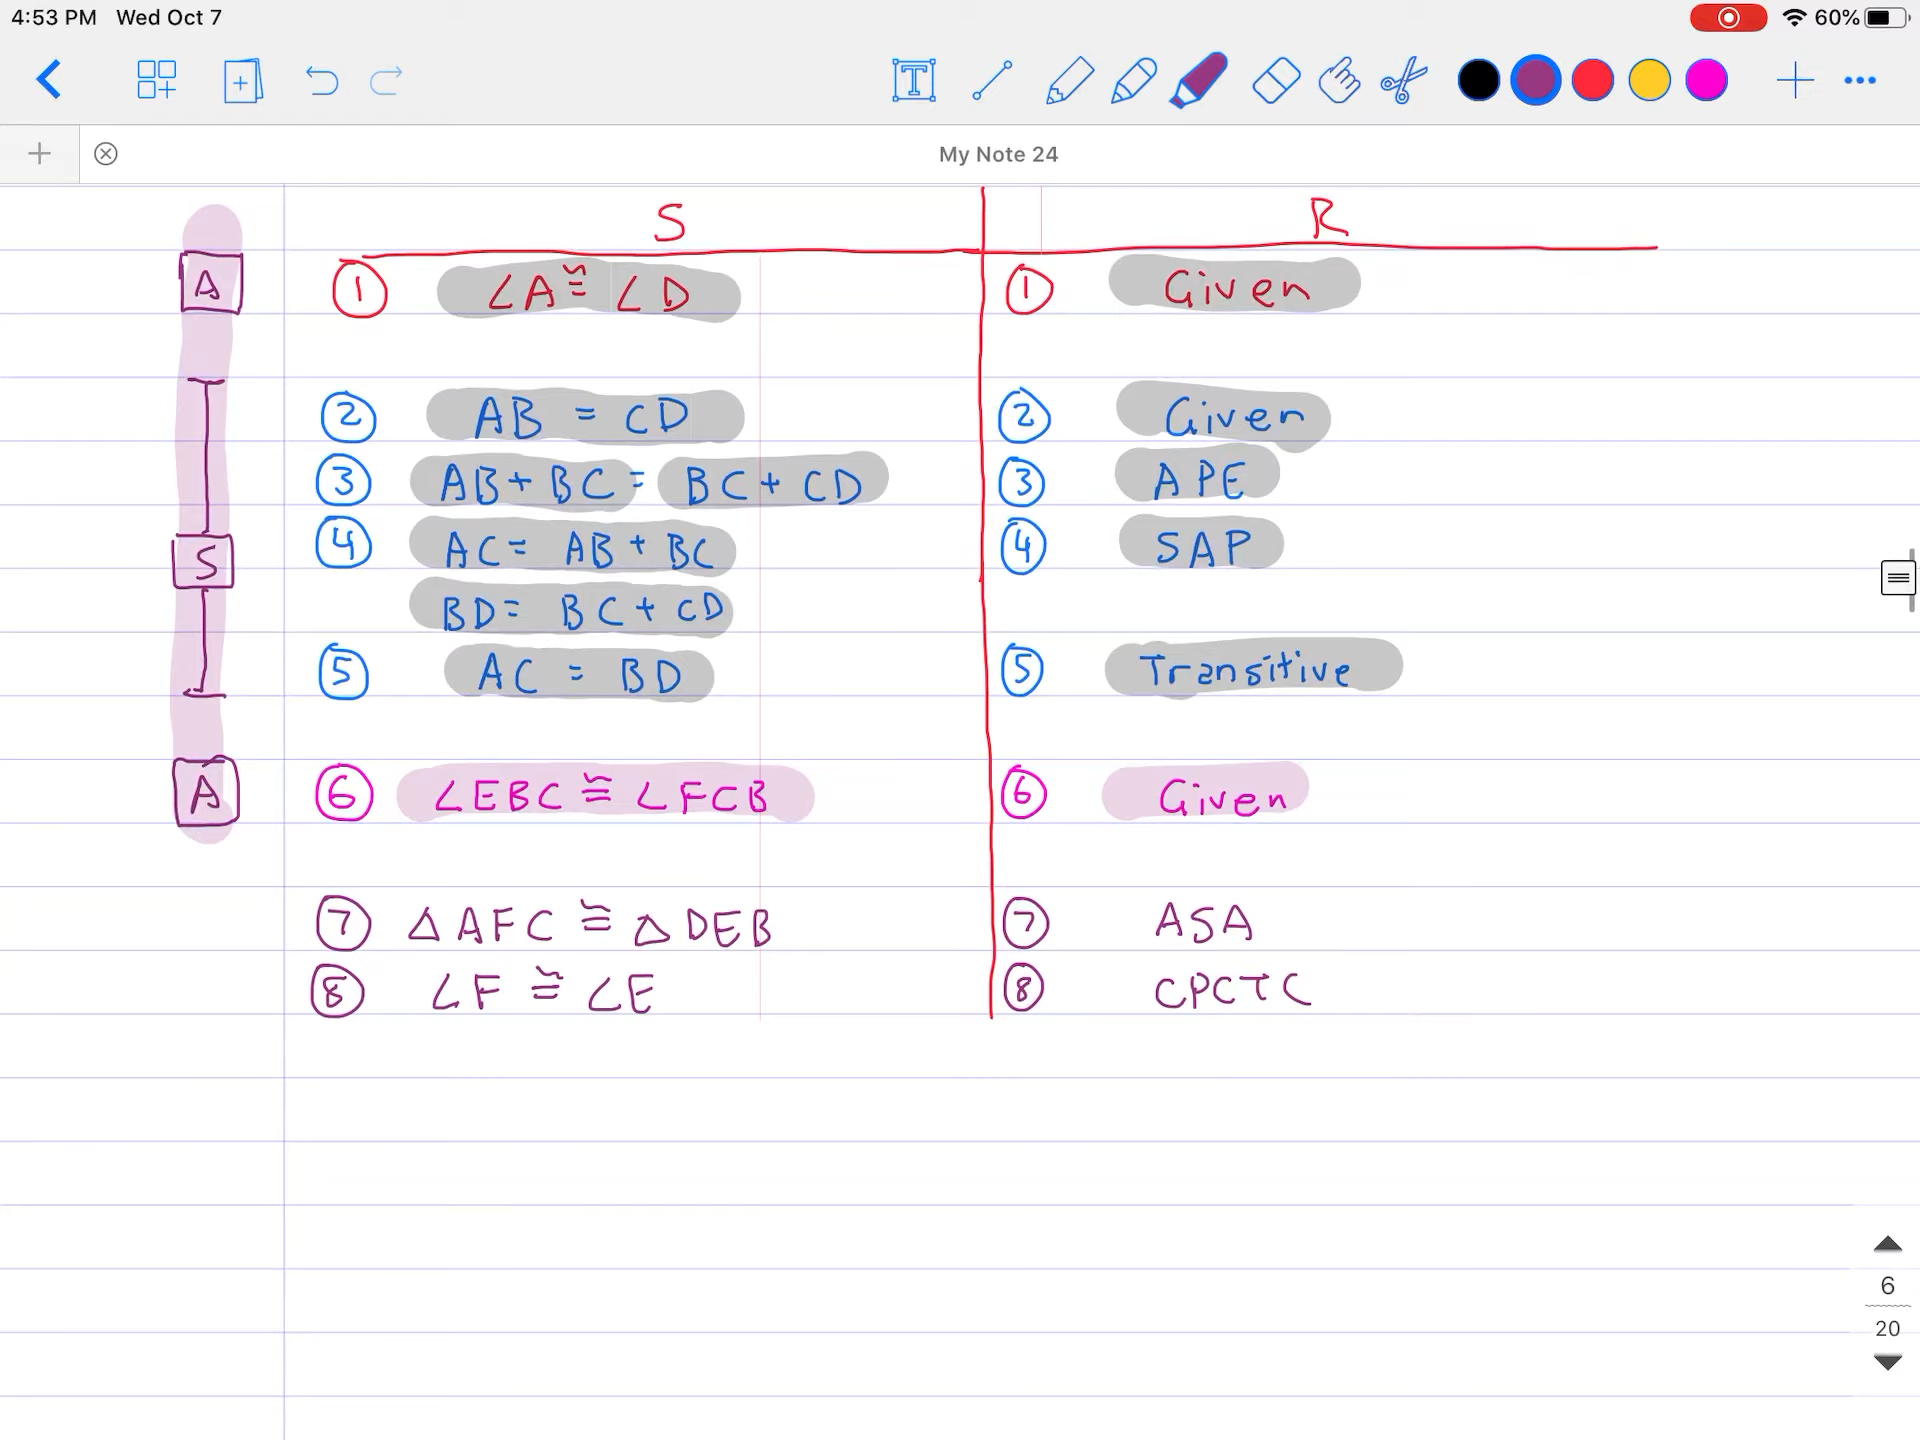 4:53 PM Wed Oct 7
60%
T
My Note 24
S R
A ① ∠A ≅ ∠D ① Given
② AB = CD ② Given
③ AB + BC = BC + CD ③ APE
S ④ AC = AB + BC ④ SAP
BD = BC + CD
⑤ AC = BD ⑤ Transitive
A ⑥ ∠EBC ≅ ∠FCB ⑥ Given
⑦ △AFC ≅ △DEB ⑦ ASA
⑧ ∠F ≅ ∠E ⑧ CPCTC
6
20